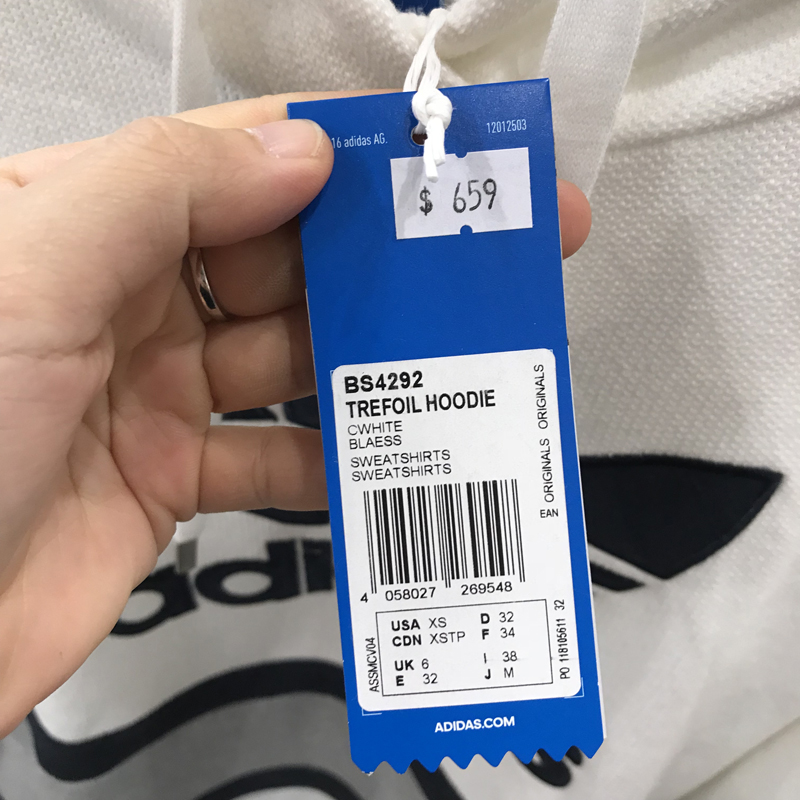 16 adidas AG.
12012503
$ 659
BS4292
TREFOIL HOODIE
CWHITE
BLAESS
SWEATSHIRTS
SWEATSHIRTS
ORIGINALS ORIGINALS
EAN
4 058027 269548
USA XS D 32
CDN XSTP F 34
UK 6 I 38
E 32 J M
ASSMCV04
PO 118105611 32
ADIDAS.COM
adi